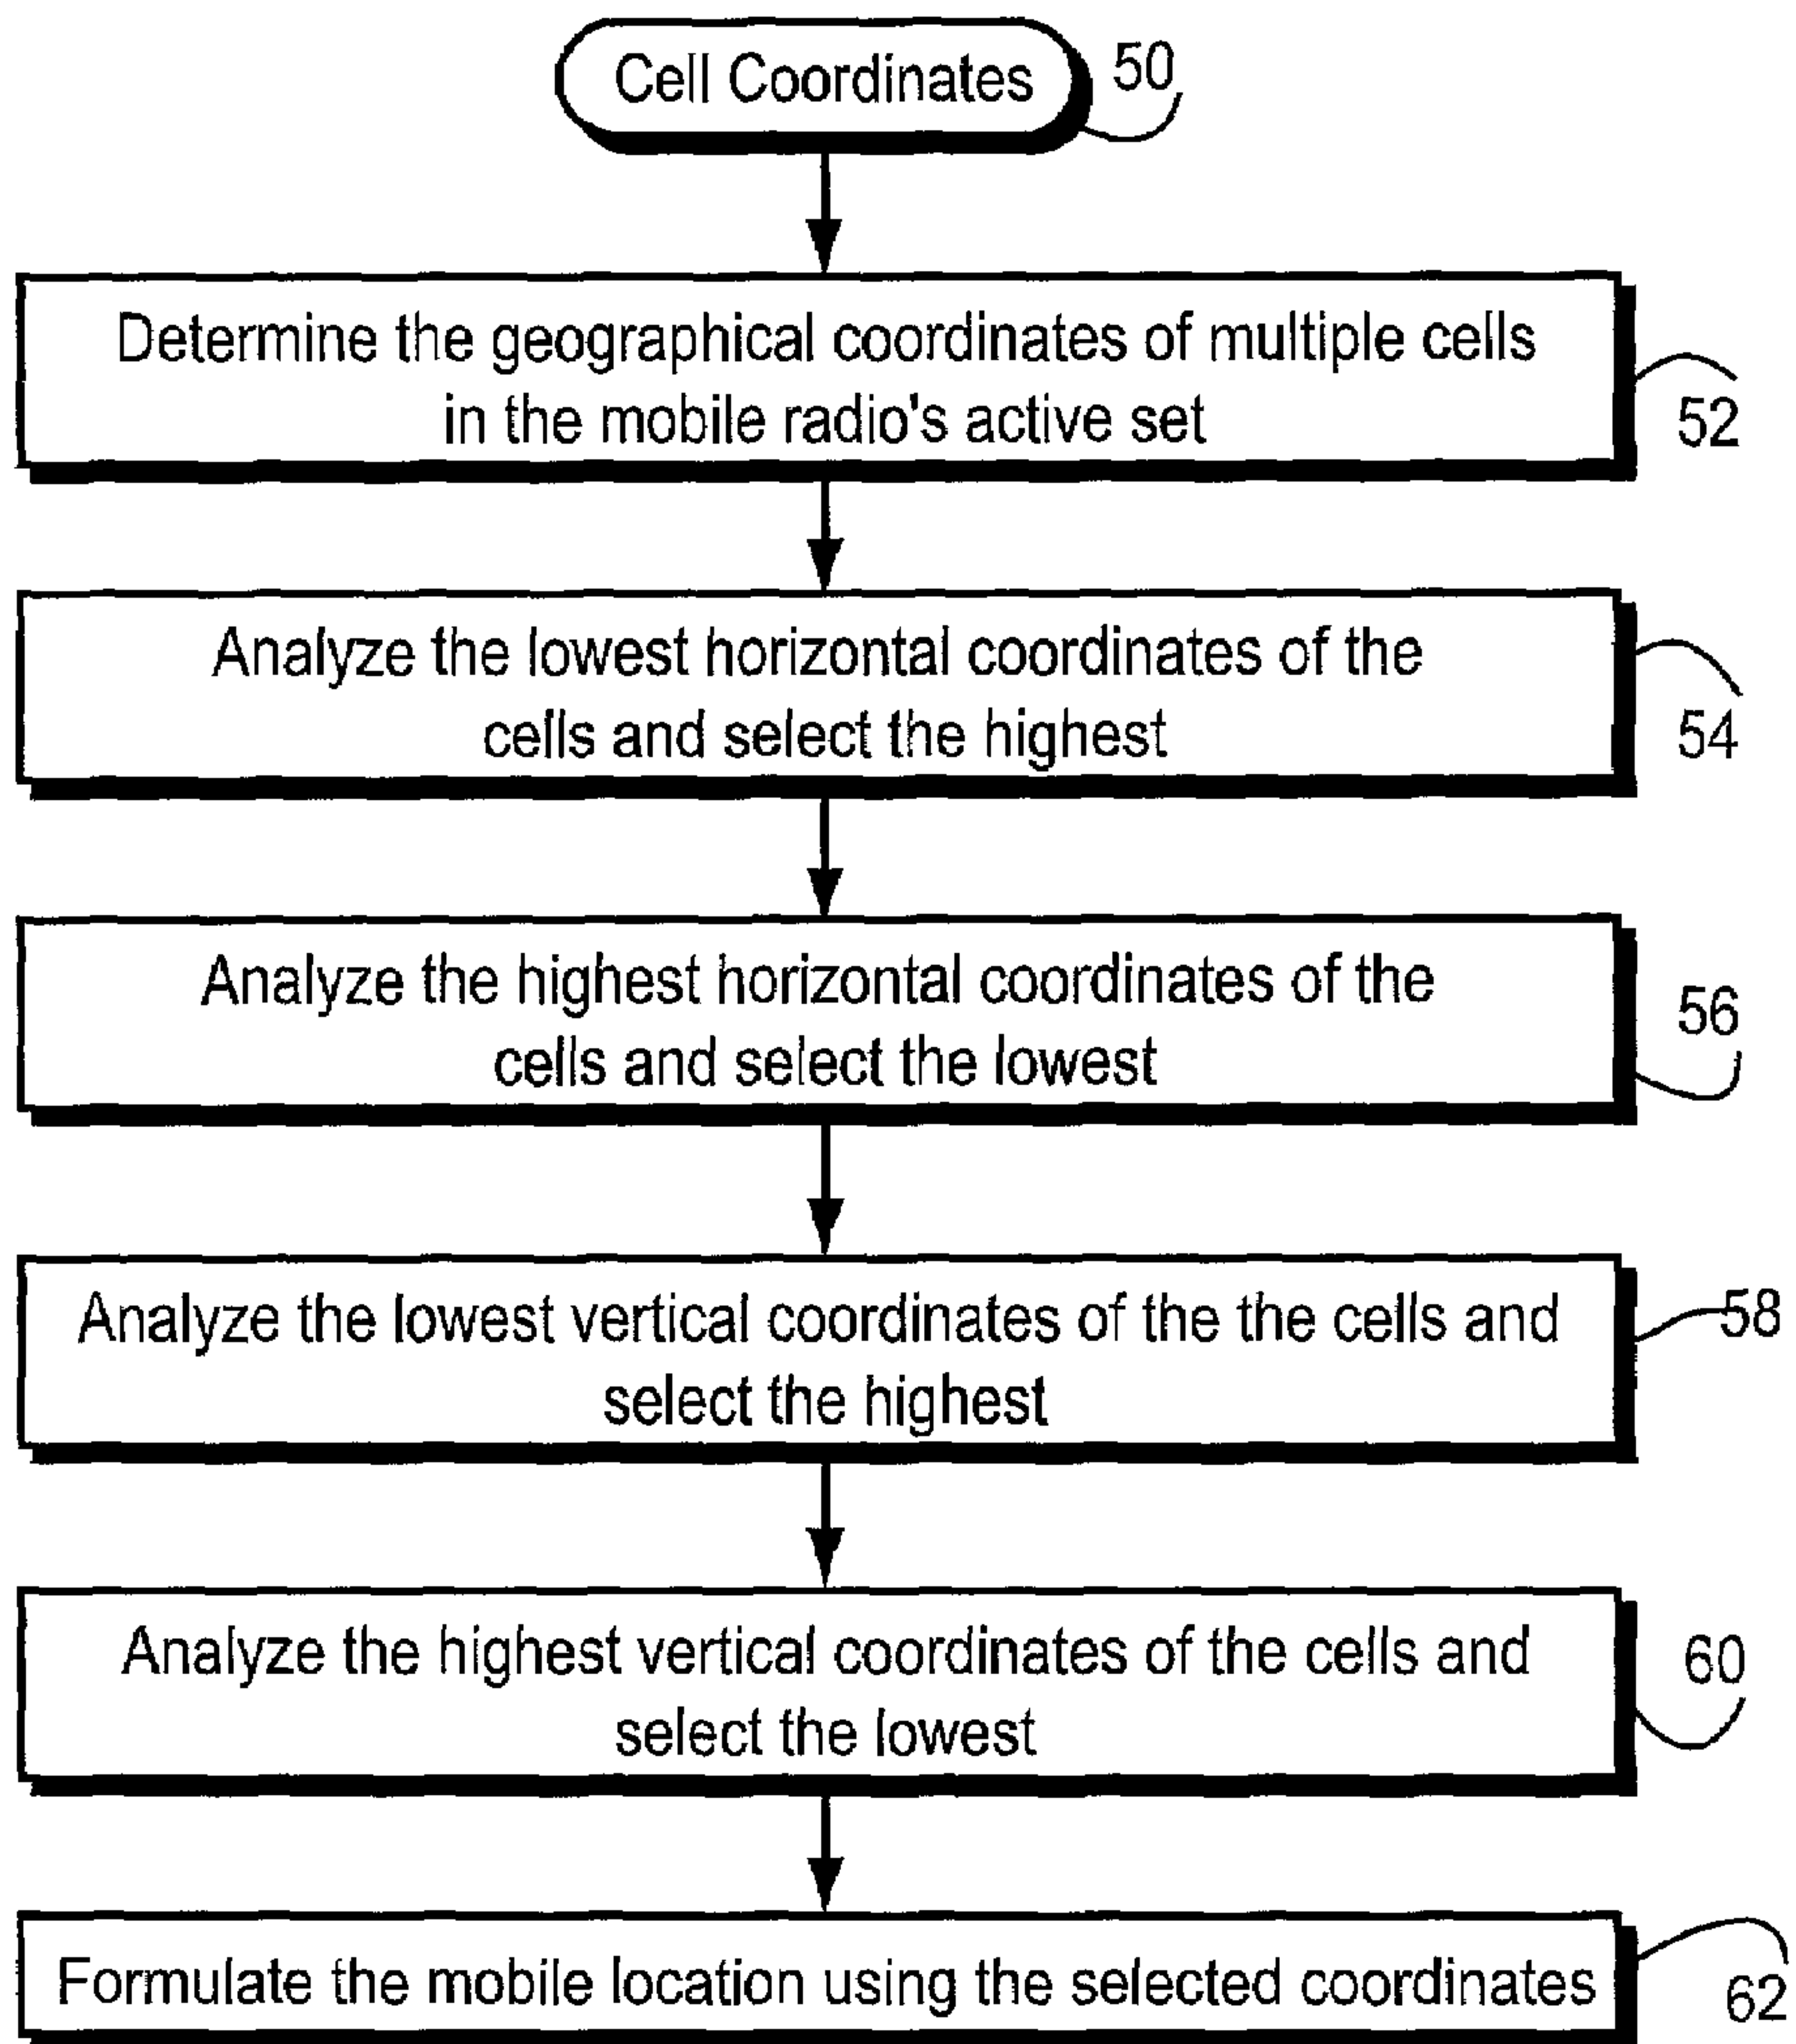 Cell Coordinates
50
Determine the geographical coordinates of multiple cells
in the mobile radio's active set
52
Analyze the lowest horizontal coordinates of the
cells and select the highest
54
Analyze the highest horizontal coordinates of the
cells and select the lowest
56
Analyze the lowest vertical coordinates of the the cells and
select the highest
58
Analyze the highest vertical coordinates of the cells and
select the lowest
60
Formulate the mobile location using the selected coordinates
62